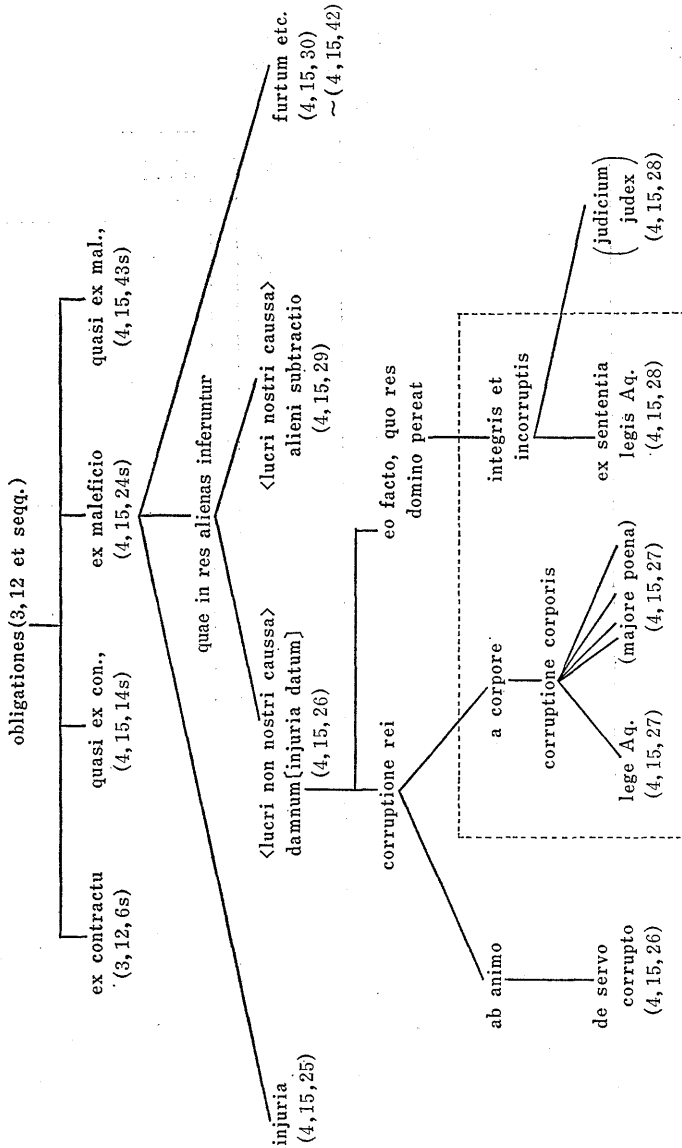 obligationes(3,12 et seqq.)
ex contractu
(3,12,6s)
quasi ex con.,
(4,15,14s)
ex maleficio
(4,15,24s)
quasi ex mal.,
(4,15,43s)
injuria
(4,15,25)
quae in res alienas inferuntur
furtum etc.
(4,15,30)
~(4,15,42)
<lucri non nostri caussa>
damnum[injuria datum]
(4,15,26)
<lucri nostri caussa>
alieni subtractio
(4,15,29)
corruptione rei
eo facto, quo res
domino pereat
ab animo
a corpore
integris et
incorruptis
corruptione corporis
de servo
corrupto
(4,15,26)
lege Aq.
(4,15,27)
(majore poena)
(4,15,27)
ex sententia
legis Aq.
(4,15,28)
(judicium
judex)
(4,15,28)